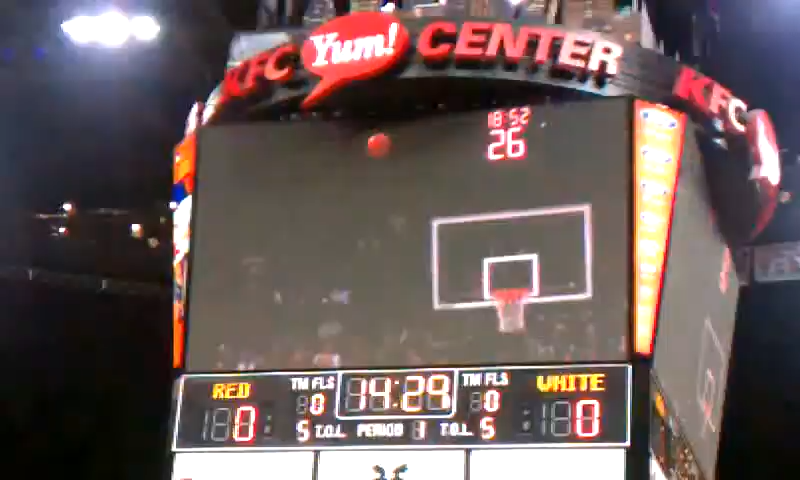 KFC Yum! CENTER
KFC
18:52
26
RED
TM FLS
14:29
TM FLS
WHITE
0
0
0
0
5 T.O.L
PERIOD 1
T.O.L 5